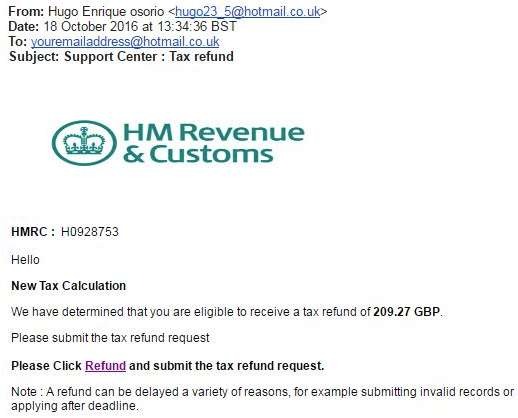 From: Hugo Enrique osorio <hugo23_5@hotmail.co.uk>
Date: 18 October 2016 at 13:34:36 BST
To: youremailaddress@hotmail.co.uk
Subject: Support Center : Tax refund
HM Revenue
& Customs
HMRC : H0928753
Hello
New Tax Calculation
We have determined that you are eligible to receive a tax refund of 209.27 GBP.
Please submit the tax refund request
Please Click Refund and submit the tax refund request.
Note : A refund can be delayed a variety of reasons, for example submitting invalid records or
applying after deadline.